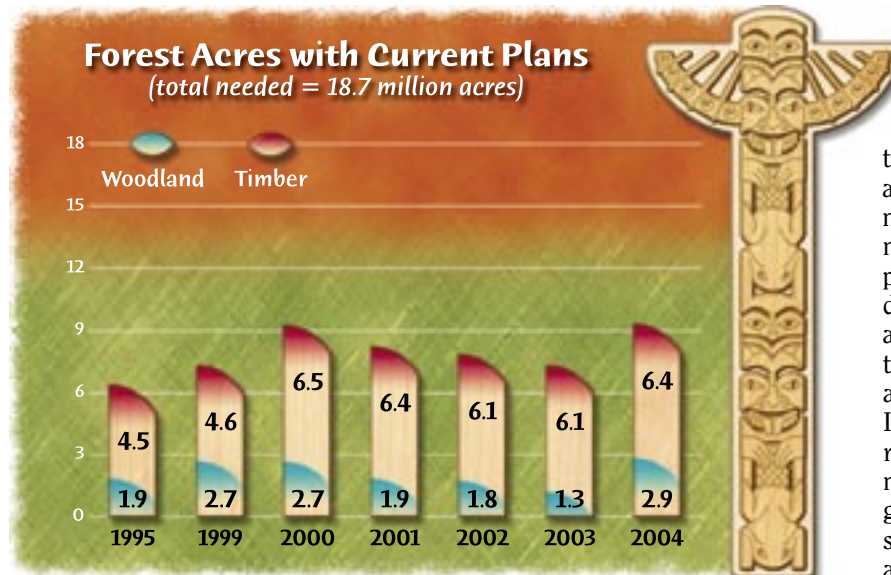 Forest Acres with Current Plans
(total needed = 18.7 million acres)
18
Woodland Timber
15
12
9
6
3
0
4.5 4.6 6.5 6.4 6.1 6.1 6.4
1.9 2.7 2.7 1.9 1.8 1.3 2.9
1995 1999 2000 2001 2002 2003 2004